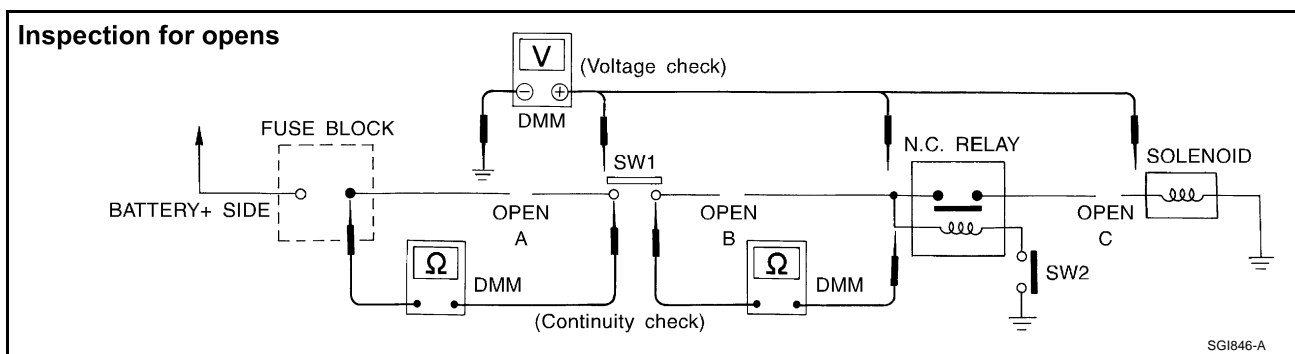 Inspection for opens
V
(Voltage check)
DMM
FUSE BLOCK
N.C. RELAY
SW1
SOLENOID
BATTERY+ SIDE
OPEN
A
OPEN
B
OPEN
C
Ω
DMM
Ω
DMM
SW2
(Continuity check)
SGI846-A